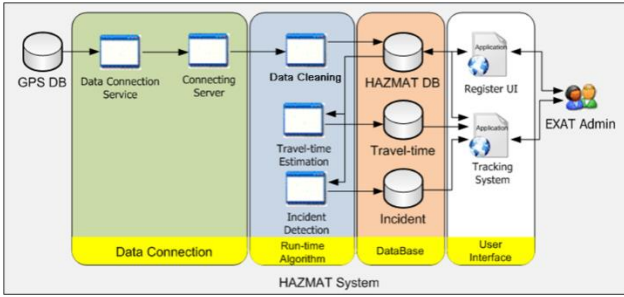 GPS DB
Data Connection
Service
Connecting
Server
Data Cleaning
HAZMAT DB
Application
Register UI
EXAT Admin
Travel-time
Estimation
Travel-time
Application
Tracking
System
Incident
Detection
Incident
Data Connection
Run-time
Algorithm
DataBase
User
Interface
HAZMAT System